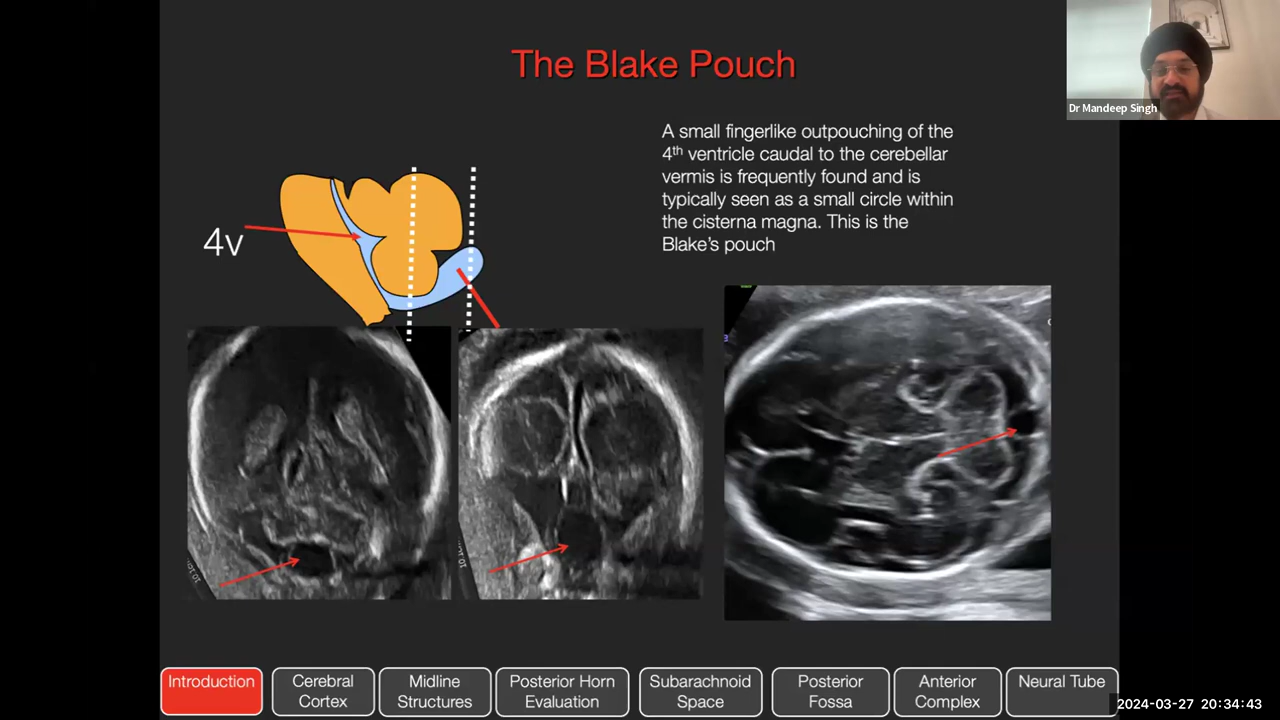 The Blake Pouch
Dr Mandeep Singh
A small fingerlike outpouching of the
4th ventricle caudal to the cerebellar
vermis is frequently found and is
typically seen as a small circle within
the cisterna magna. This is the
Blake's pouch
4v
Introduction
Cerebral
Cortex
Midline
Structures
Posterior Horn
Evaluation
Subarachnoid
Space
Posterior
Fossa
Anterior
Complex
Neural Tube
2024-03-27 20:34:43